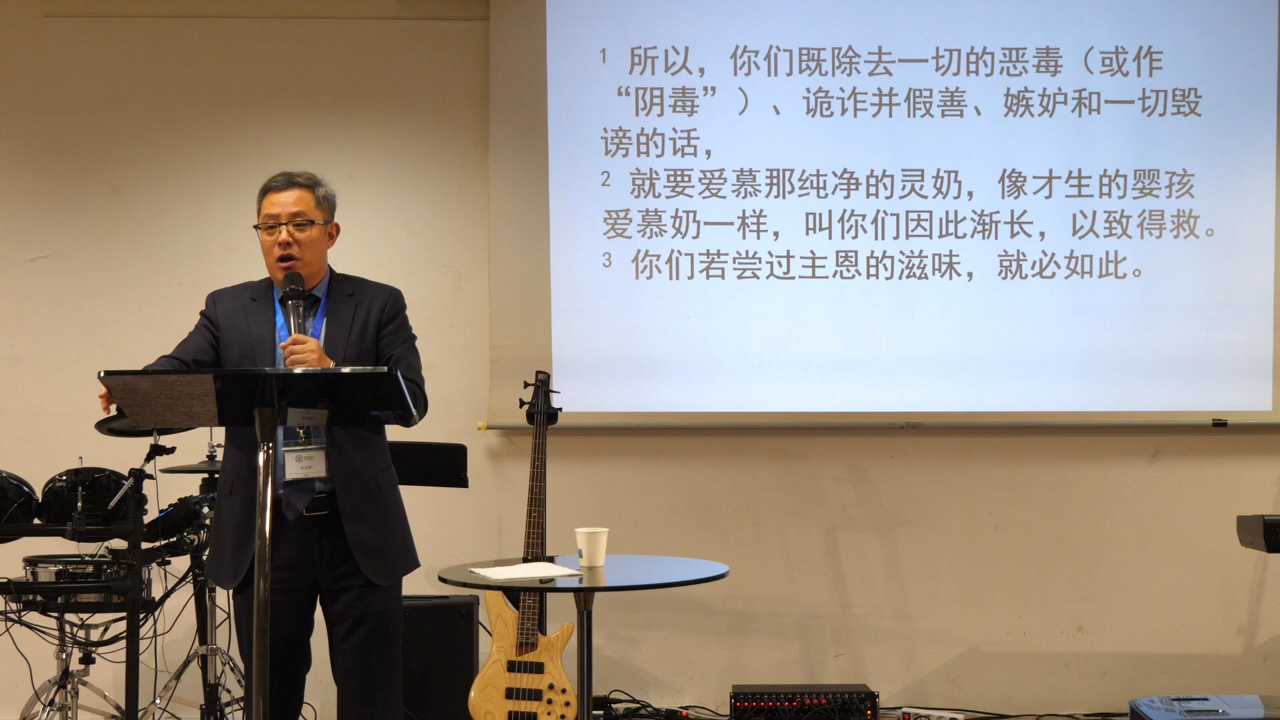 1 所以，你们既除去一切的恶毒（或作
“阴毒”）、诡诈并假善、嫉妒和一切毁
谤的话，
2 就要爱慕那纯净的灵奶，像才生的婴孩
爱慕奶一样，叫你们因此渐长，以致得救。
3 你们若尝过主恩的滋味，就必如此。